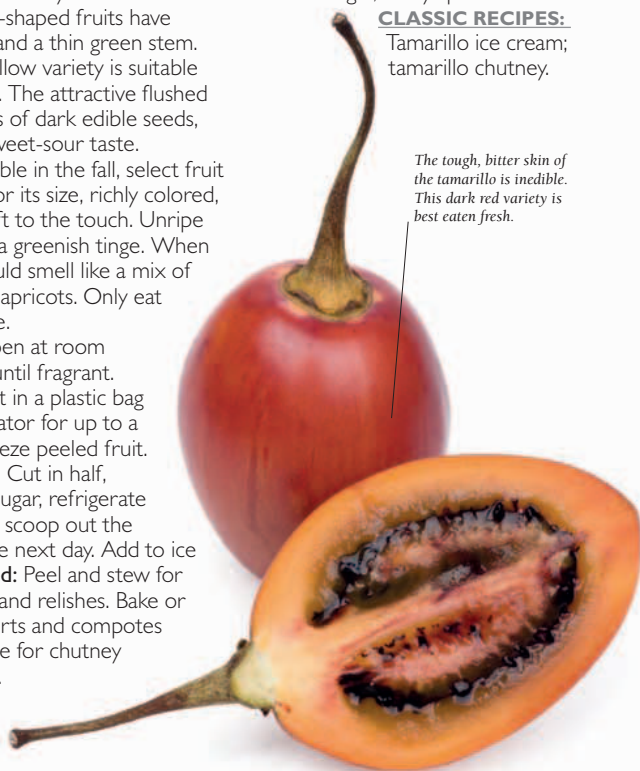 -shaped fruits have
and a thin green stem.
llow variety is suitable
. The attractive flushed
s of dark edible seeds,
veet-sour taste.
ble in the fall, select fruit
or its size, richly colored,
ft to the touch. Unripe
a greenish tinge. When
uld smell like a mix of
apricots. Only eat
e.
pen at room
until fragrant.
t in a plastic bag
ator for up to a
eze peeled fruit.
Cut in half,
ugar, refrigerate
scoop out the
e next day. Add to ice
d: Peel and stew for
and relishes. Bake or
rts and compotes
e for chutney
CLASSIC RECIPES:
Tamarillo ice cream;
tamarillo chutney.
The tough, bitter skin of
the tamarillo is inedible.
This dark red variety is
best eaten fresh.